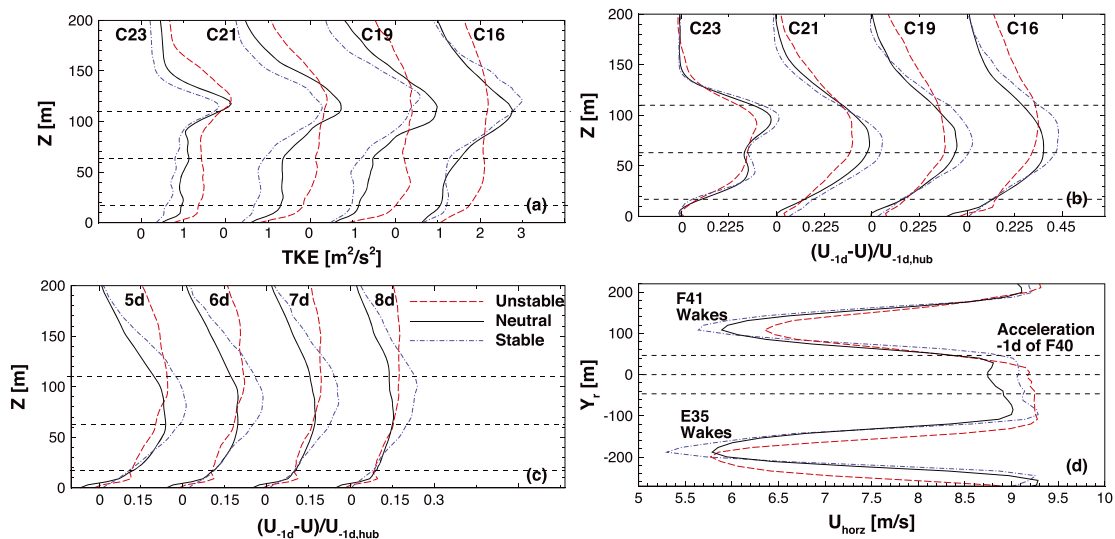 200
150
100
50
0
Z [m]
C23
C21
C19
C16
(a)
0
1
0
1
0
1
0
1
2
3
TKE [m²/s²]
200
150
100
50
0
Z [m]
C23
C21
C19
C16
(b)
0
0.225
0
0.225
0
0.225
0
0.225
0.45
(U-1d-U)/U-1d,hub
200
150
100
50
0
Z [m]
5d
6d
7d
8d
Unstable
Neutral
Stable
(c)
0
0.15
0
0.15
0
0.15
0
0.15
0.3
(U-1d-U)/U-1d,hub
200
100
0
-100
-200
Yr [m]
F41
Wakes
Acceleration
-1d of F40
E35
Wakes
(d)
5
5.5
6
6.5
7
7.5
8
8.5
9
9.5
10
Uhorz [m/s]